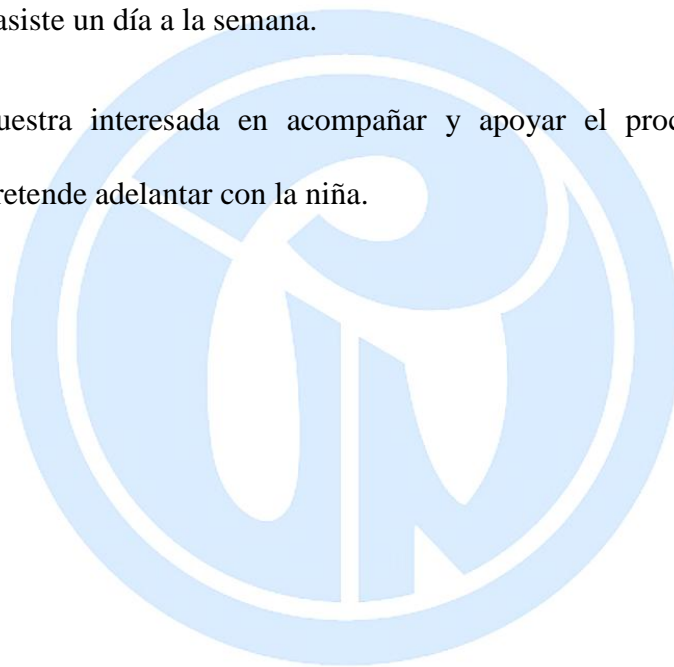 asiste un día a la semana.
uestra interesada en acompañar y apoyar el proc
retende adelantar con la niña.